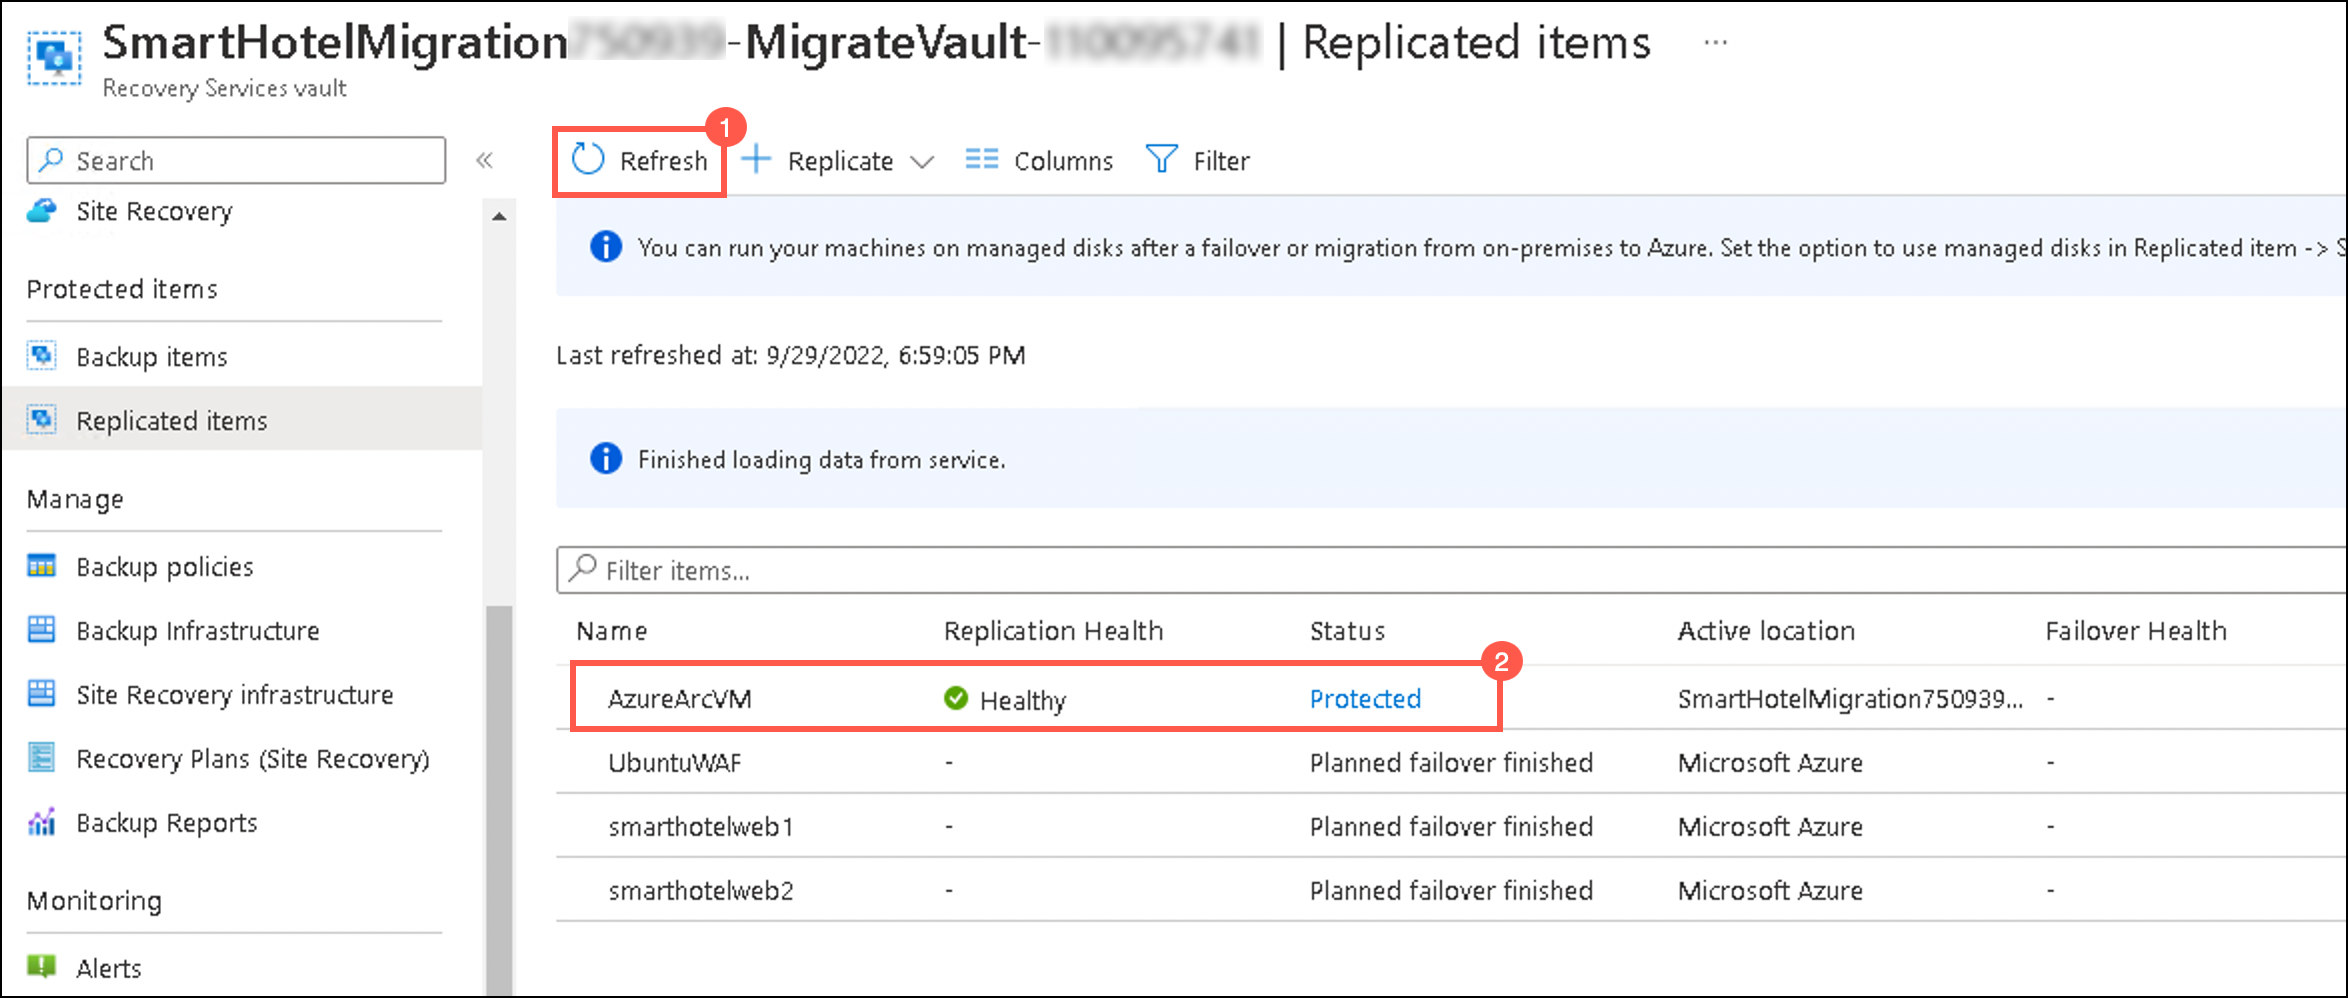 SmartHotelMigration750939-MigrateVault-110095741 | Replicated items ...
Recovery Services vault
Search «
1
Refresh + Replicate Columns Filter
Site Recovery
You can run your machines on managed disks after a failover or migration from on-premises to Azure. Set the option to use managed disks in Replicated item -> S
Protected items
Backup items
Last refreshed at: 9/29/2022, 6:59:05 PM
Replicated items
Finished loading data from service.
Manage
Backup policies
Filter items...
Backup Infrastructure
Name Replication Health Status Active location Failover Health
2
Site Recovery infrastructure
AzureArcVM Healthy Protected SmartHotelMigration750939... -
Recovery Plans (Site Recovery)
UbuntuWAF - Planned failover finished Microsoft Azure -
Backup Reports
smarthotelweb1 - Planned failover finished Microsoft Azure -
Monitoring
smarthotelweb2 - Planned failover finished Microsoft Azure -
Alerts